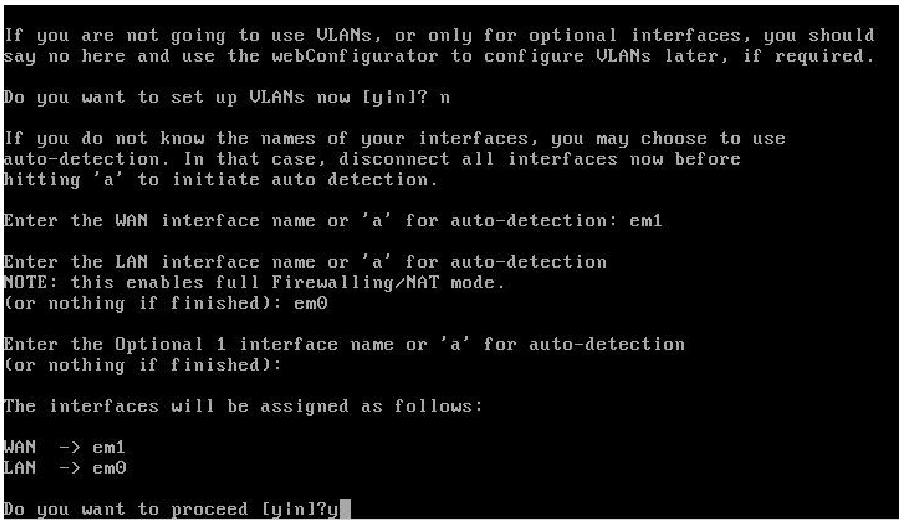 If you are not going to use VLANs, or only for optional interfaces, you should
say no here and use the webConfigurator to configure VLANs later, if required.
Do you want to set up VLANs now [y|n]? n
If you do not know the names of your interfaces, you may choose to use
auto-detection. In that case, disconnect all interfaces now before
hitting 'a' to initiate auto detection.
Enter the WAN interface name or 'a' for auto-detection: em1
Enter the LAN interface name or 'a' for auto-detection
NOTE: this enables full Firewalling/NAT mode.
(or nothing if finished): em0
Enter the Optional 1 interface name or 'a' for auto-detection
(or nothing if finished):
The interfaces will be assigned as follows:
WAN -> em1
LAN -> em0
Do you want to proceed [y|n]?y